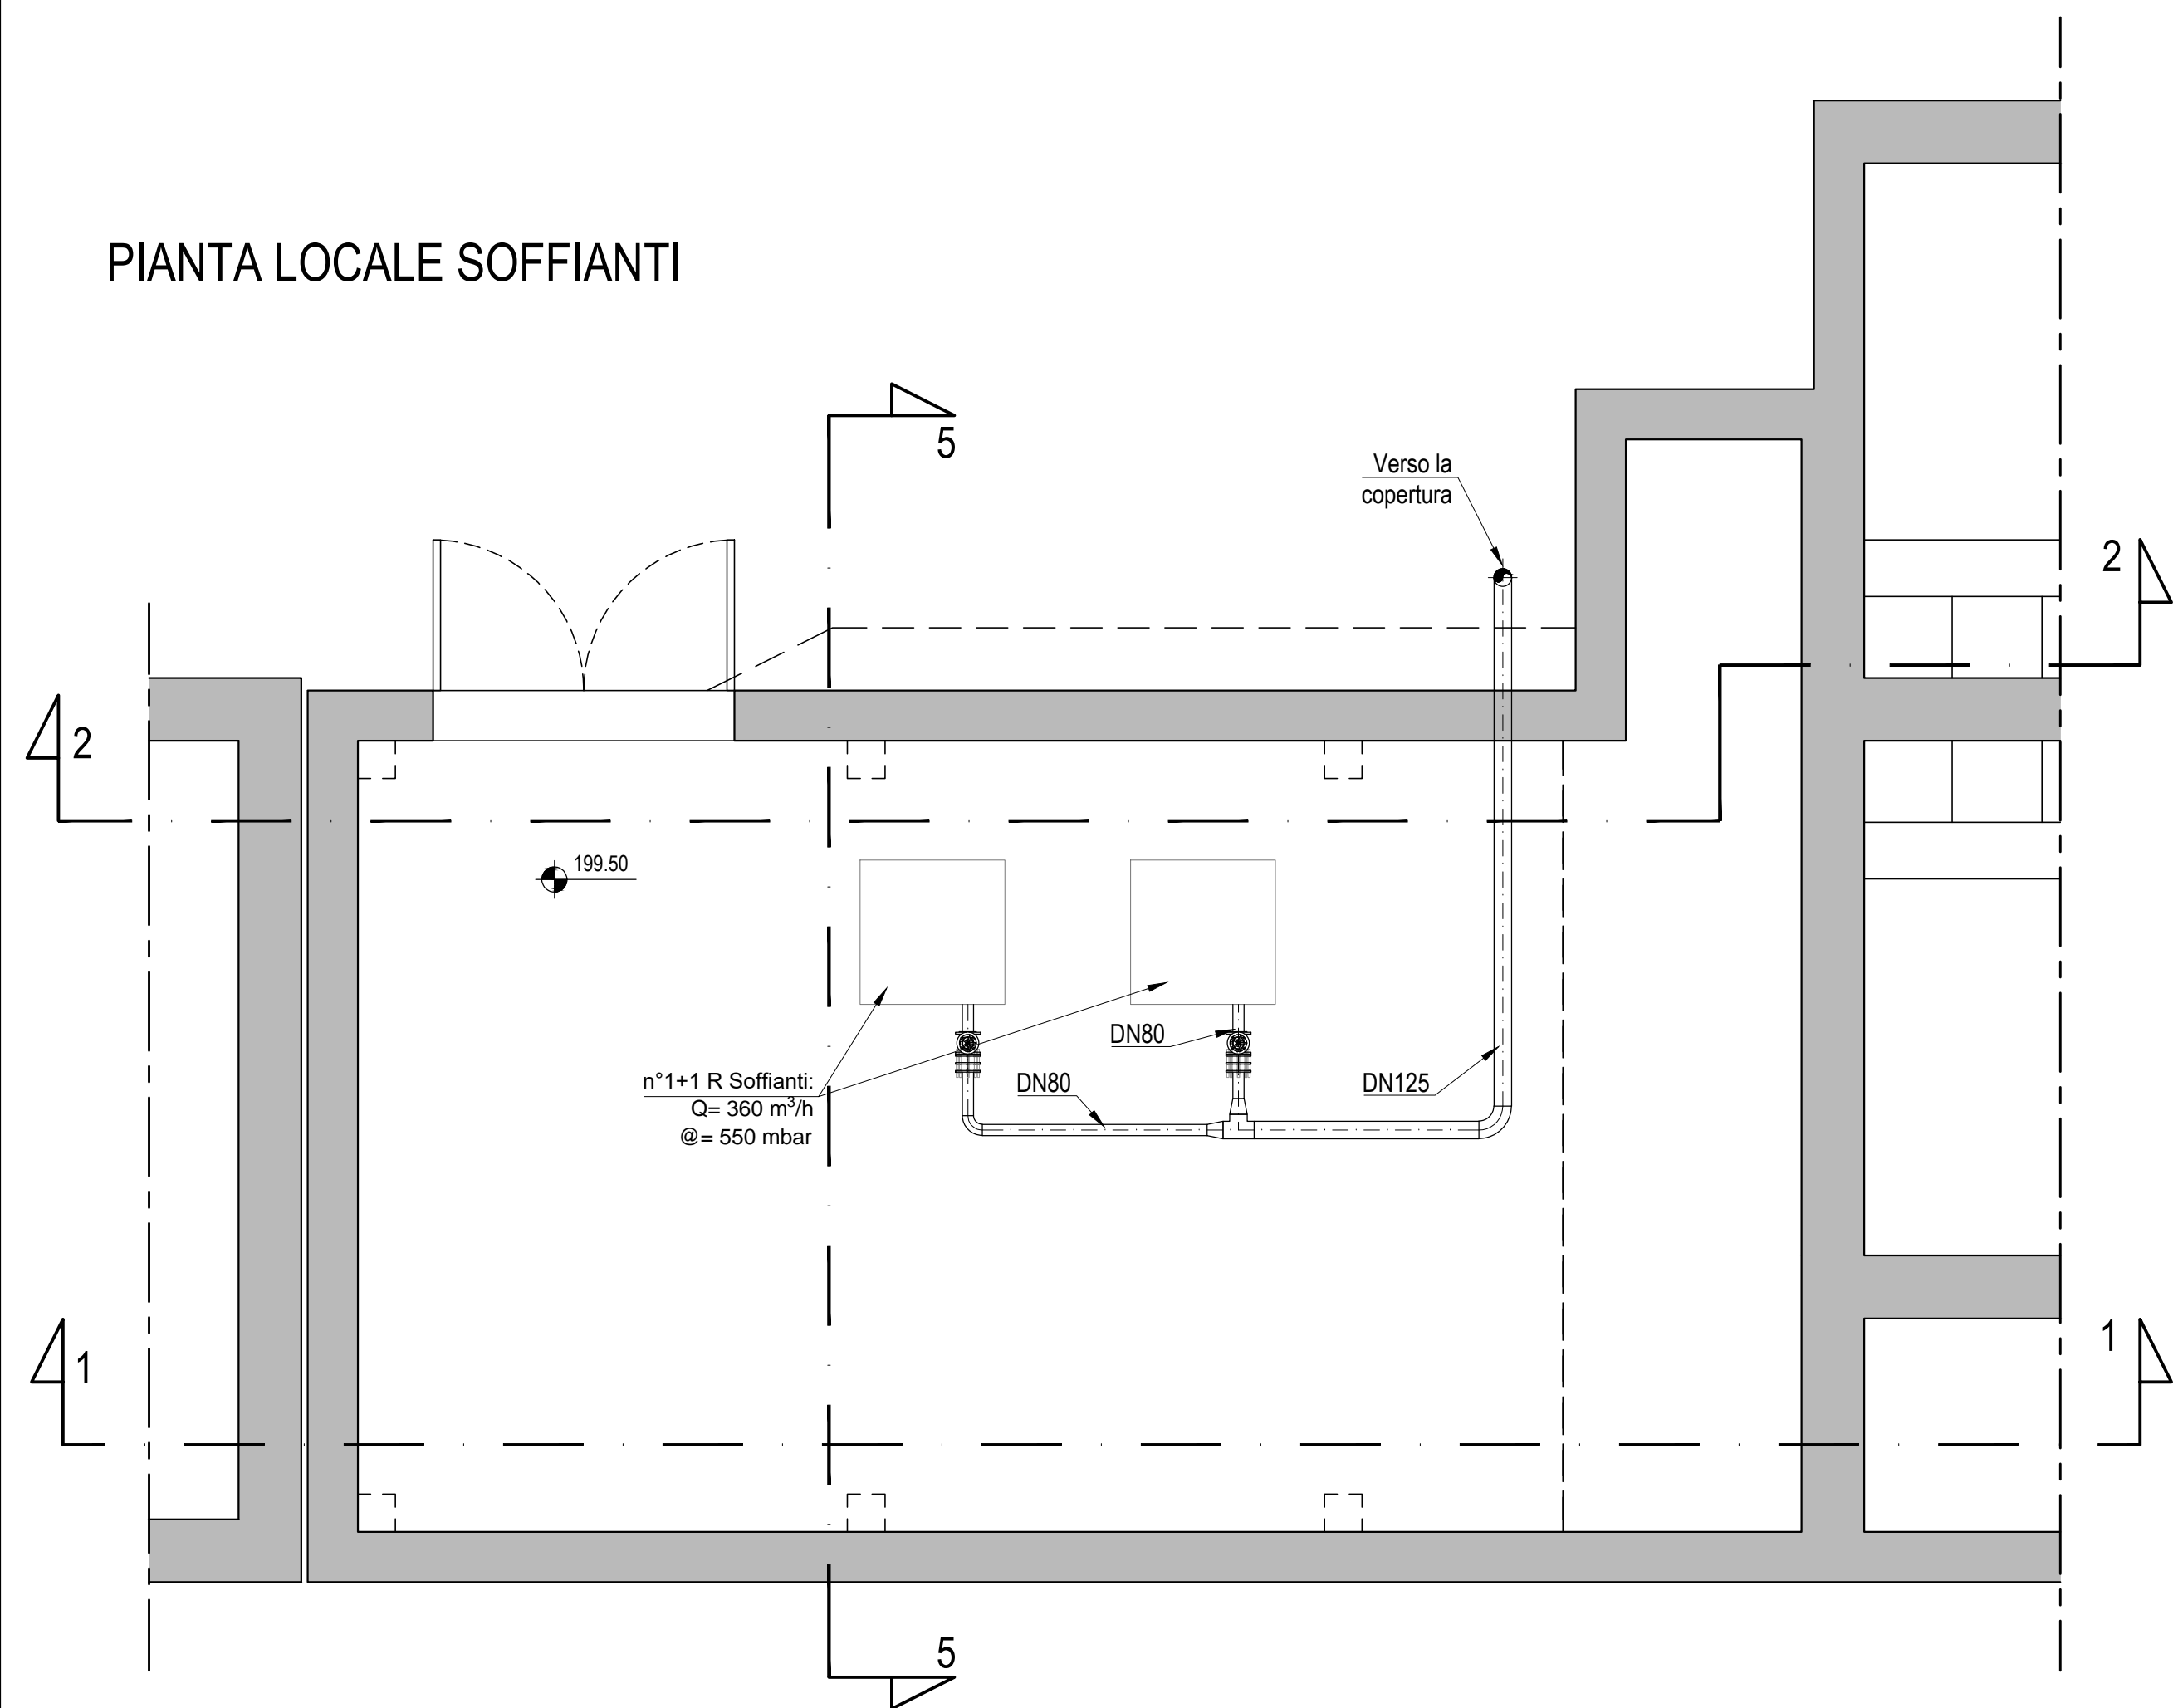 PIANTA LOCALE SOFFIANTI
5
Verso la
copertura
2
2
199.50
DN80
n°1+1 R Soffianti:
Q= 360 m³/h
@= 550 mbar
DN80
DN125
1
1
5